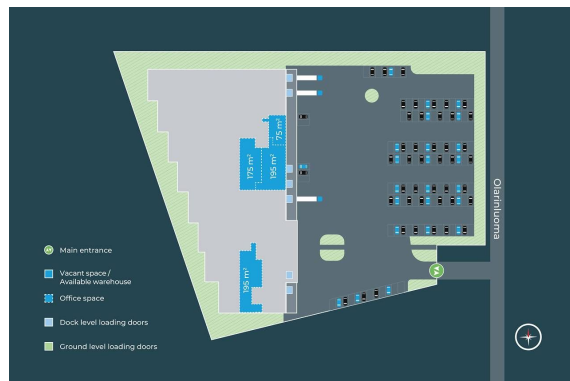 75 m²
175 m²
195 m²
195 m²
Olarinluoma
Main entrance
Vacant space /
Available warehouse
Office space
Dock level loading doors
Ground level loading doors